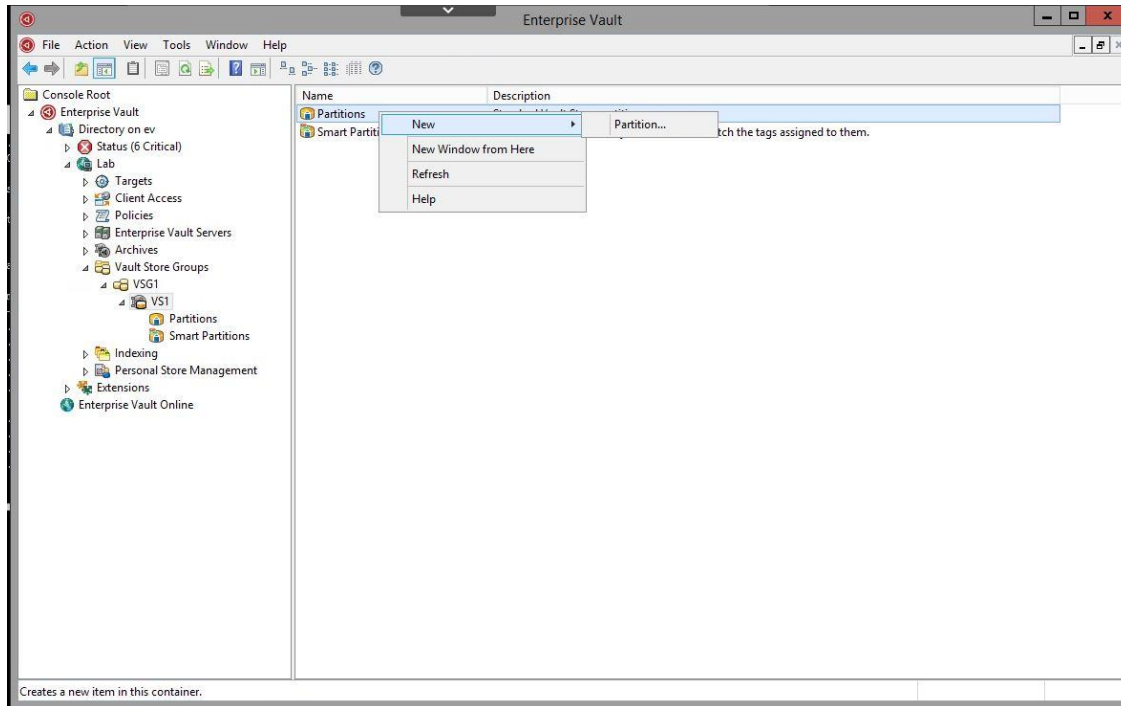 Enterprise Vault
File Action View Tools Window Help
Console Root
Enterprise Vault
Directory on ev
Status (6 Critical)
Lab
Targets
Client Access
Policies
Enterprise Vault Servers
Archives
Vault Store Groups
VSG1
VS1
Partitions
Smart Partitions
Indexing
Personal Store Management
Extensions
Enterprise Vault Online
Name Description
Partitions
Smart
New Partition... tch the tags assigned to them.
New Window from Here
Refresh
Help
Creates a new item in this container.